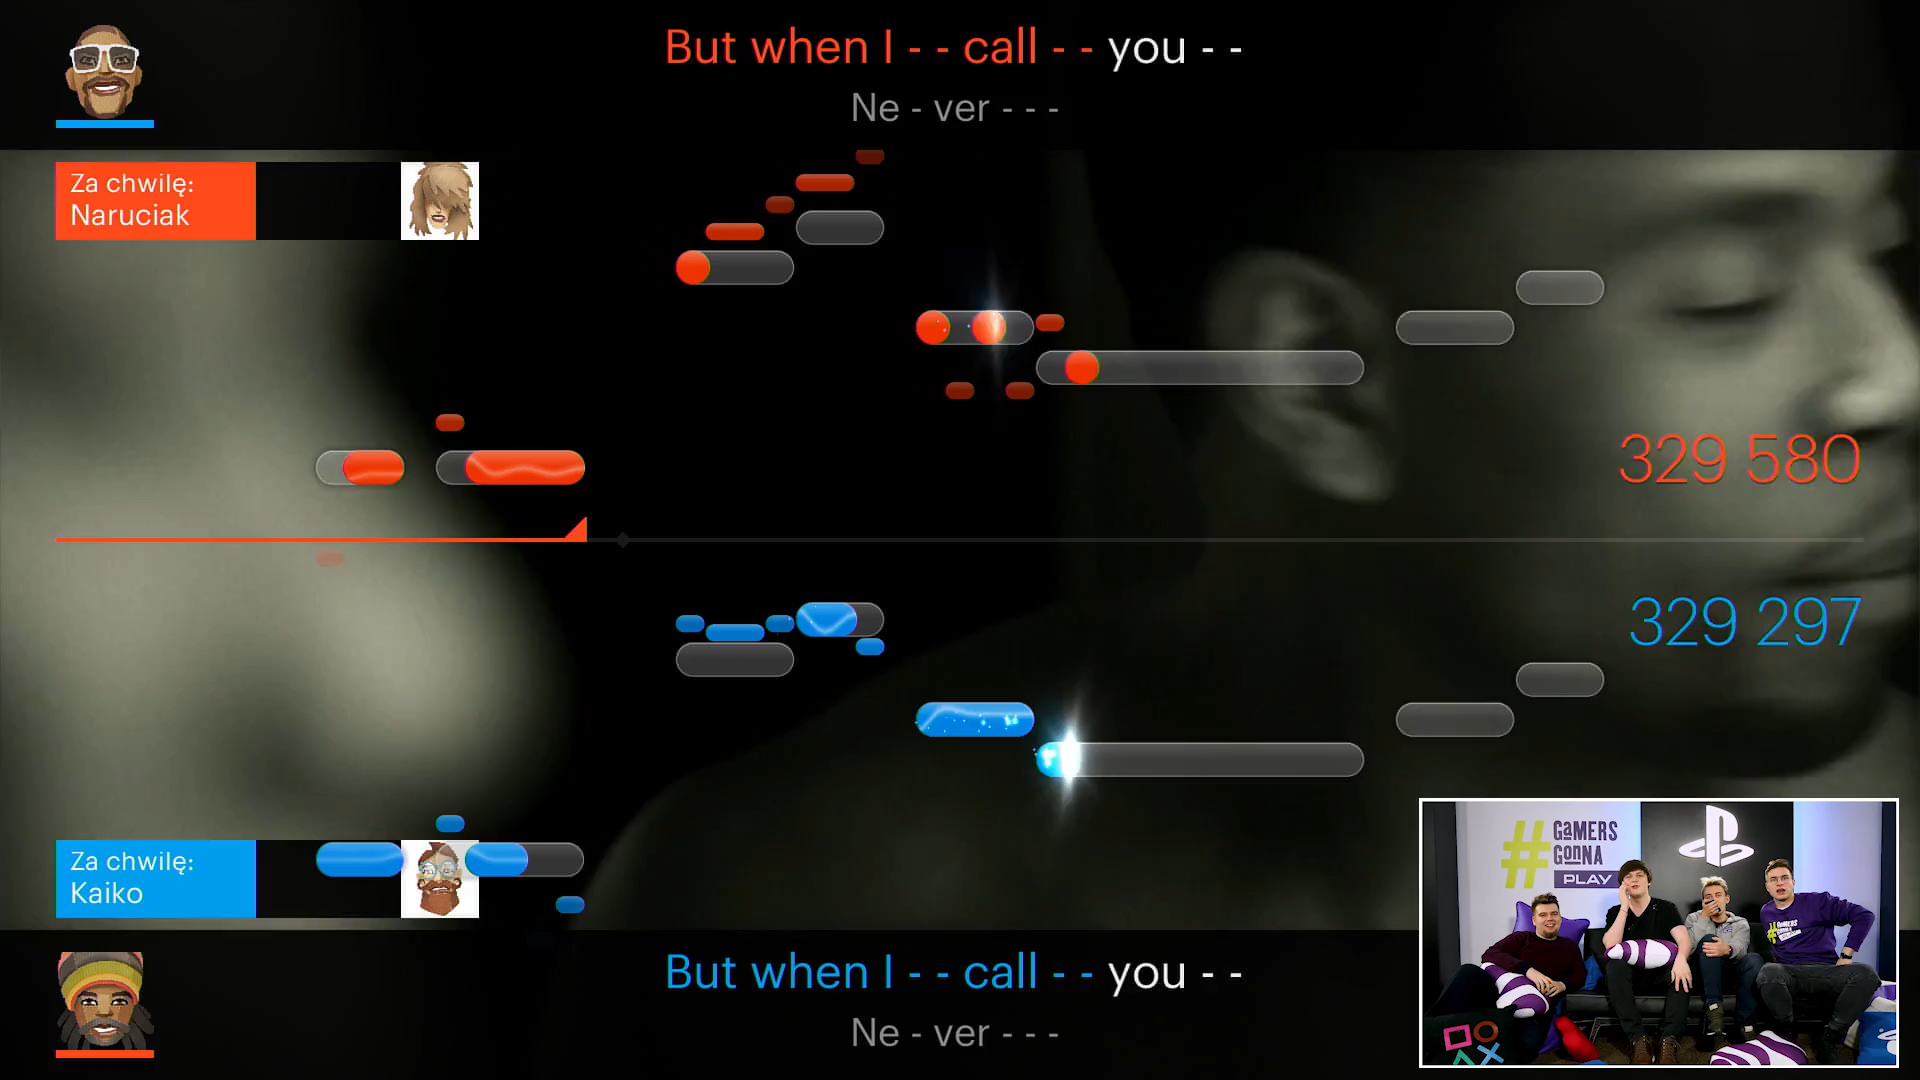 But when I - - call - - you - -
Ne - ver - - -
Za chwilę:
Naruciak
329 580
329 297
Za chwilę:
Kaiko
#GAMERS
GONNA
PLAY
But when I - - call - - you - -
Ne - ver - - -